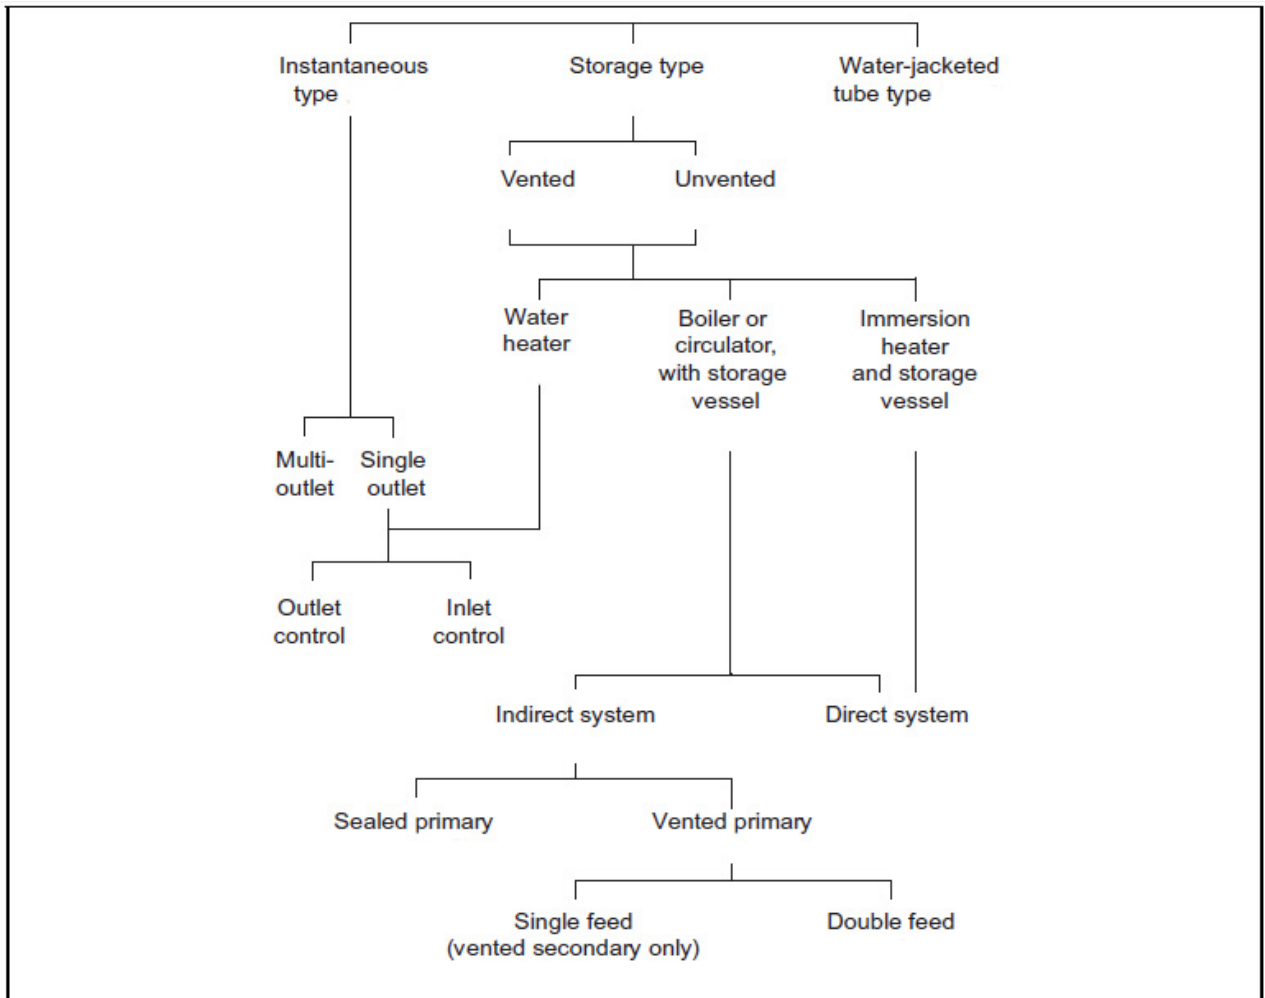 Instantaneous
type
Storage type
Water-jacketed
tube type
Vented
Unvented
Water
heater
Boiler or
circulator,
with storage
vessel
Immersion
heater
and storage
vessel
Multi-
outlet
Single
outlet
Outlet
control
Inlet
control
Indirect system
Direct system
Sealed primary
Vented primary
Single feed
(vented secondary only)
Double feed